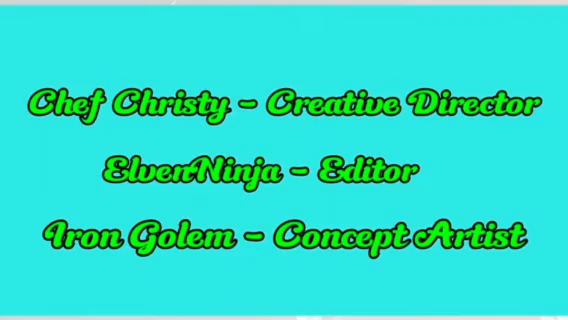 Chef Christy - Creative Director
ElvenNinja - Editor
Iron Golem - Concept Artist